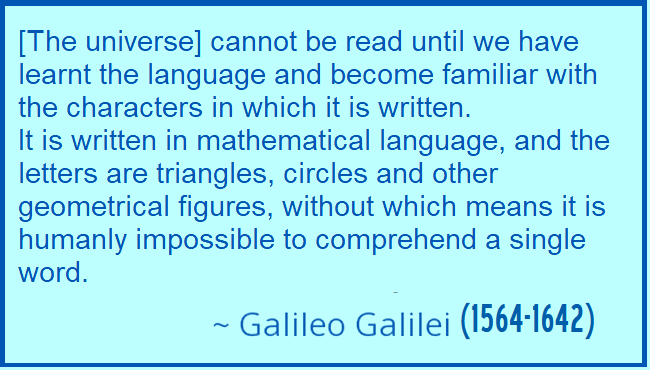 [The universe] cannot be read until we have
learnt the language and become familiar with
the characters in which it is written.
It is written in mathematical language, and the
letters are triangles, circles and other
geometrical figures, without which means it is
humanly impossible to comprehend a single
word.
~ Galileo Galilei (1564-1642)